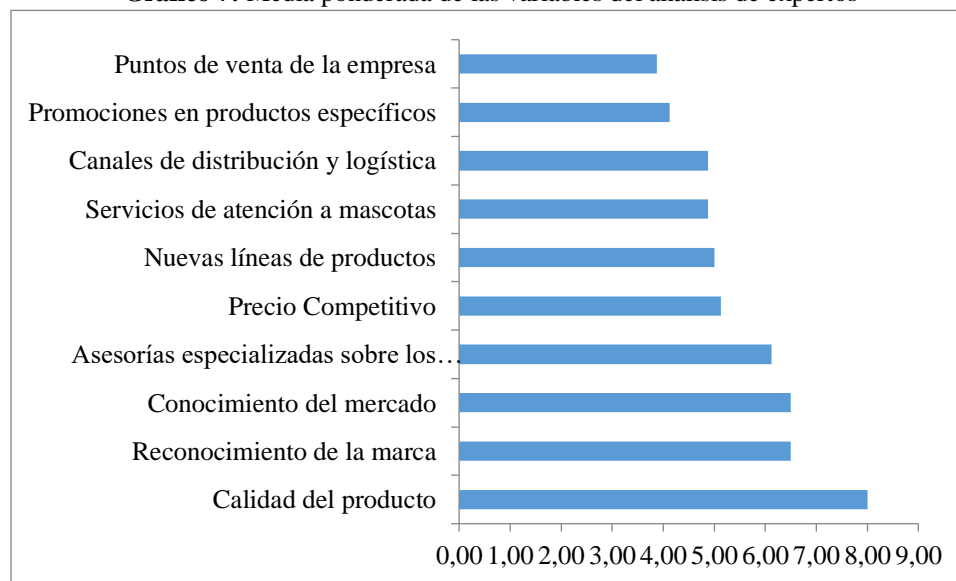 Puntos de venta de la empresa
Promociones en productos específicos
Canales de distribución y logística
Servicios de atención a mascotas
Nuevas líneas de productos
Precio Competitivo
Asesorías especializadas sobre los…
Conocimiento del mercado
Reconocimiento de la marca
Calidad del producto
0,00 1,00 2,00 3,00 4,00 5,00 6,00 7,00 8,00 9,00